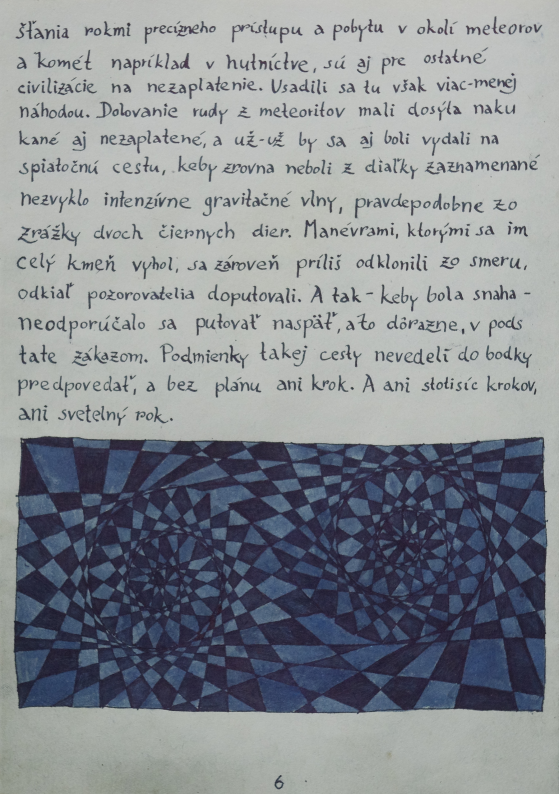 šťania rokmi precízneho prístupu a pobytu v okolí meteorov
a komét napríklad v hutníctve, sú aj pre ostatné
civilizácie na nezaplatenie. Usadili sa tu však viac-menej
náhodou. Dolovanie rudy z meteoritov mali dosýta naku
kané aj nezaplatené, a už-už by sa aj boli vydali na
spiatočnú cestu, keby zrovna neboli z diaľky zaznamenané
nezvyklo intenzívne gravitačné vlny, pravdepodobne zo
zrážky dvoch čiernych dier. Manévrami, ktorými sa im
celý kmeň vyhol, sa zároveň príliš odklonili zo smeru,
odkiaľ pozorovatelia doputovali. A tak - keby bola snaha -
neodporúčalo sa putovať naspäť, a to dôrazne, v pods
tate zákazom. Podmienky takej cesty nevedeli do bodky
predpovedať, a bez plánu ani krok. A ani stotisíc krokov,
ani svetelný rok.
6